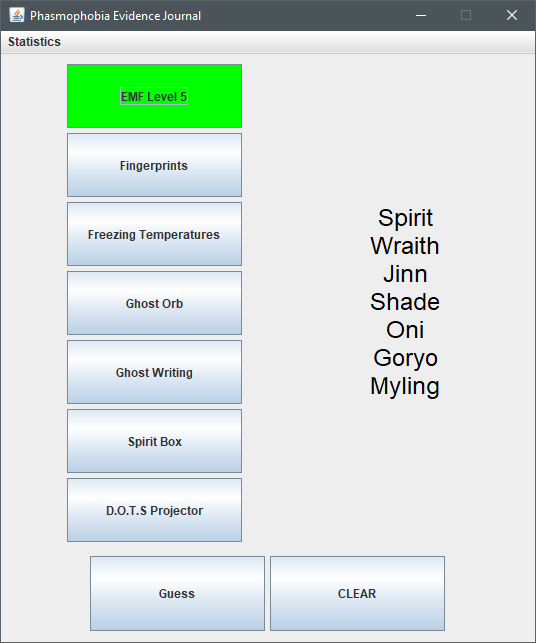 Phasmophobia Evidence Journal
Statistics
EMF Level 5
Fingerprints
Freezing Temperatures
Ghost Orb
Ghost Writing
Spirit Box
D.O.T.S Projector
Spirit
Wraith
Jinn
Shade
Oni
Goryo
Myling
Guess
CLEAR